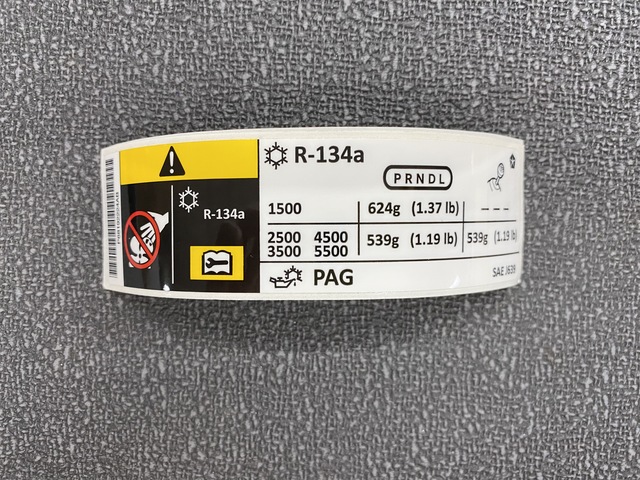 R-134a
R-134a
PRNDL
1500 624g (1.37 lb) – – –
2500 4500 539g (1.19 lb) 539g (1.19 lb)
3500 5500
PAG
SAE J639